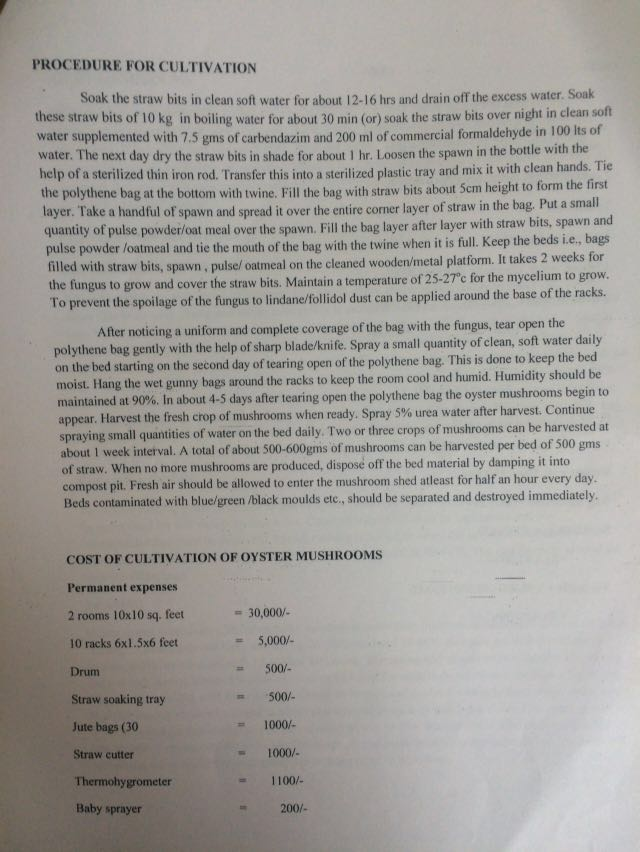 PROCEDURE FOR CULTIVATION
Soak the straw bits in clean soft water for about 12-16 hrs and drain off the excess water. Soak
these straw bits of 10 kg in boiling water for about 30 min (or) soak the straw bits over night in clean soft
water supplemented with 7.5 gms of carbendazim and 200 ml of commercial formaldehyde in 100 lts of
water. The next day dry the straw bits in shade for about 1 hr. Loosen the spawn in the bottle with the
help of a sterilized thin iron rod. Transfer this into a sterilized plastic tray and mix it with clean hands. Tie
the polythene bag at the bottom with twine. Fill the bag with straw bits about 5cm height to form the first
layer. Take a handful of spawn and spread it over the entire corner layer of straw in the bag. Put a small
quantity of pulse powder/oat meal over the spawn. Fill the bag layer after layer with straw bits, spawn and
pulse powder /oatmeal and tie the mouth of the bag with the twine when it is full. Keep the beds i.e., bags
filled with straw bits, spawn , pulse/ oatmeal on the cleaned wooden/metal platform. It takes 2 weeks for
the fungus to grow and cover the straw bits. Maintain a temperature of 25-27°c for the mycelium to grow.
To prevent the spoilage of the fungus to lindane/follidol dust can be applied around the base of the racks.
After noticing a uniform and complete coverage of the bag with the fungus, tear open the
polythene bag gently with the help of sharp blade/knife. Spray a small quantity of clean, soft water daily
on the bed starting on the second day of tearing open of the polythene bag. This is done to keep the bed
moist. Hang the wet gunny bags around the racks to keep the room cool and humid. Humidity should be
maintained at 90%. In about 4-5 days after tearing open the polythene bag the oyster mushrooms begin to
appear. Harvest the fresh crop of mushrooms when ready. Spray 5% urea water after harvest. Continue
spraying small quantities of water on the bed daily. Two or three crops of mushrooms can be harvested at
about 1 week interval. A total of about 500-600gms of mushrooms can be harvested per bed of 500 gms
of straw. When no more mushrooms are produced, dispose off the bed material by damping it into
compost pit. Fresh air should be allowed to enter the mushroom shed atleast for half an hour every day.
Beds contaminated with blue/green /black moulds etc., should be separated and destroyed immediately.
COST OF CULTIVATION OF OYSTER MUSHROOMS
Permanent expenses
2 rooms 10x10 sq. feet = 30,000/-
10 racks 6x1.5x6 feet = 5,000/-
Drum = 500/-
Straw soaking tray = 500/-
Jute bags (30 = 1000/-
Straw cutter = 1000/-
Thermohygrometer = 1100/-
Baby sprayer = 200/-